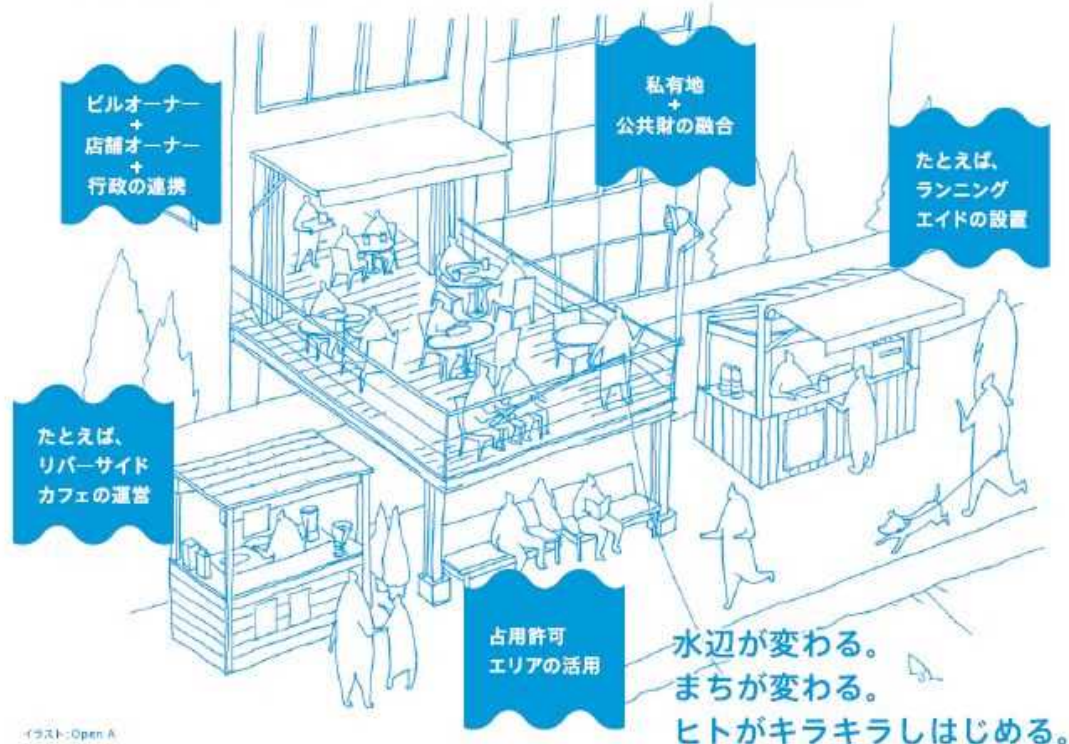 ビルオーナー
+
店舗オーナー
+
行政の連携
私有地
+
公共財の融合
たとえば、
ランニング
エイドの設置
たとえば、
リバーサイド
カフェの運営
占用許可
エリアの活用
水辺が変わる。
まちが変わる。
ヒトがキラキラしはじめる。
イラスト:Open A